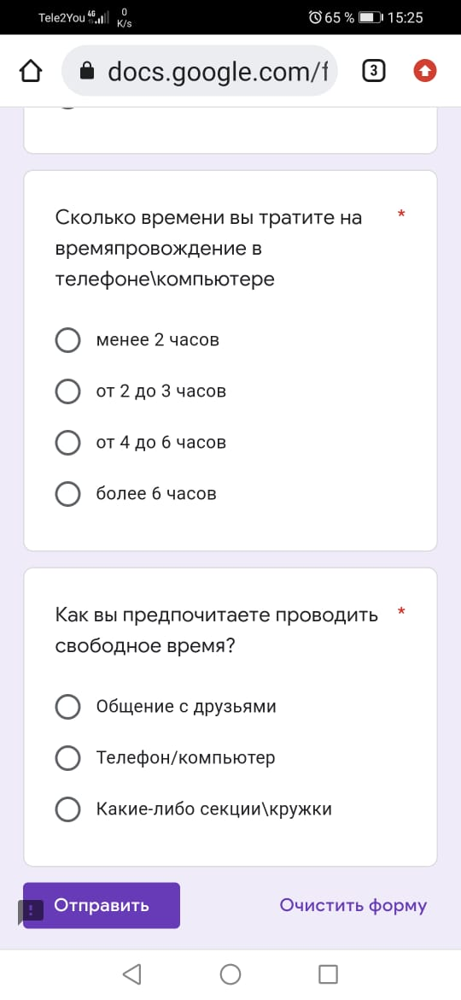 Tele2You 4G 0 K/s 65 % 15:25
docs.google.com/f 3
Сколько времени вы тратите на *
времяпровождение в
телефоне\компьютере
менее 2 часов
от 2 до 3 часов
от 4 до 6 часов
более 6 часов
Как вы предпочитаете проводить *
свободное время?
Общение с друзьями
Телефон/компьютер
Какие-либо секции\кружки
! Отправить Очистить форму